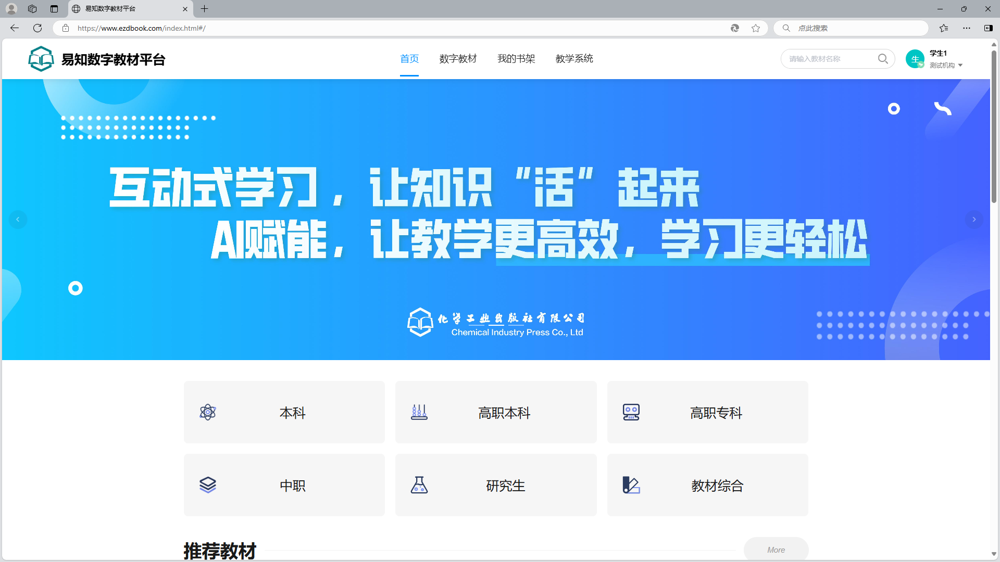 易知数字教材平台
https://www.ezdbook.com/index.html#/
点此搜索
易知数字教材平台
首页
数字教材
我的书架
教学系统
请输入教材名称
生
学生1
测试机构
互动式学习，让知识“活”起来
AI赋能，让教学更高效，学习更轻松
化学工业出版社有限公司
Chemical Industry Press Co., Ltd
本科
高职本科
高职专科
中职
研究生
教材综合
推荐教材
More